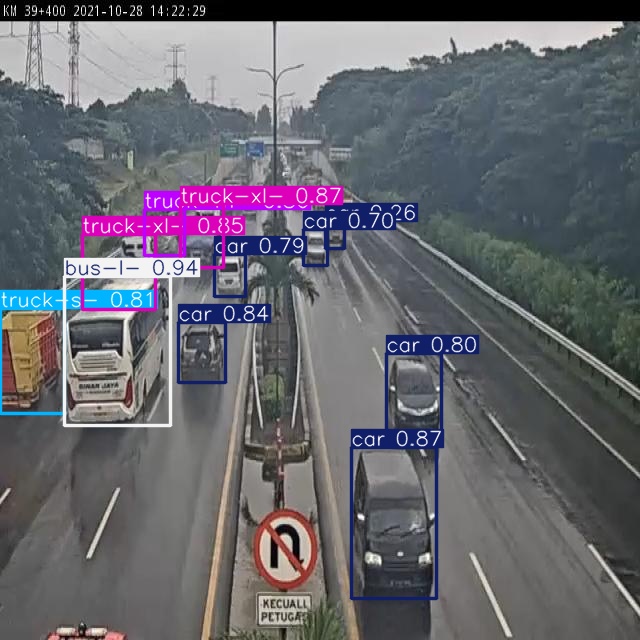 KM 39+400 2021-10-28 14:22:29
truck-xl- 0.87
car 0.70
truck-xl- 0.85
car 0.79
bus-l- 0.94
truck-s- 0.81
car 0.84
car 0.80
car 0.87
SINAR JAYA
KECUALI
PETUGAS